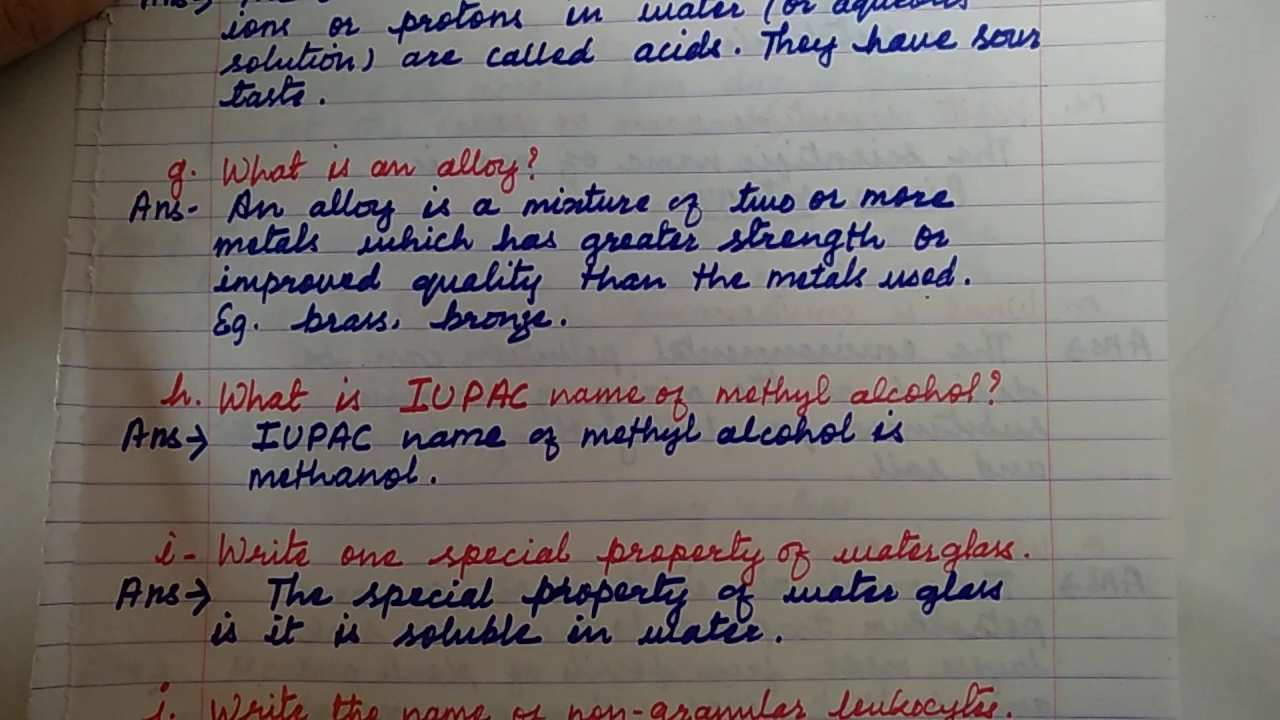 ions or protons in water (or aqueous
solution) are called acids. They have sour
taste.
g. What is an alloy?
Ans- An alloy is a mixture of two or more
metals which has greater strength or
improved quality than the metals used.
Eg. brass, bronze.
h. What is IUPAC name of methyl alcohol?
Ans→ IUPAC name of methyl alcohol is
methanol.
i- Write one special property of waterglass.
Ans→ The special property of water glass
is it is soluble in water.
j. Write the name of non-granular leukocytes.